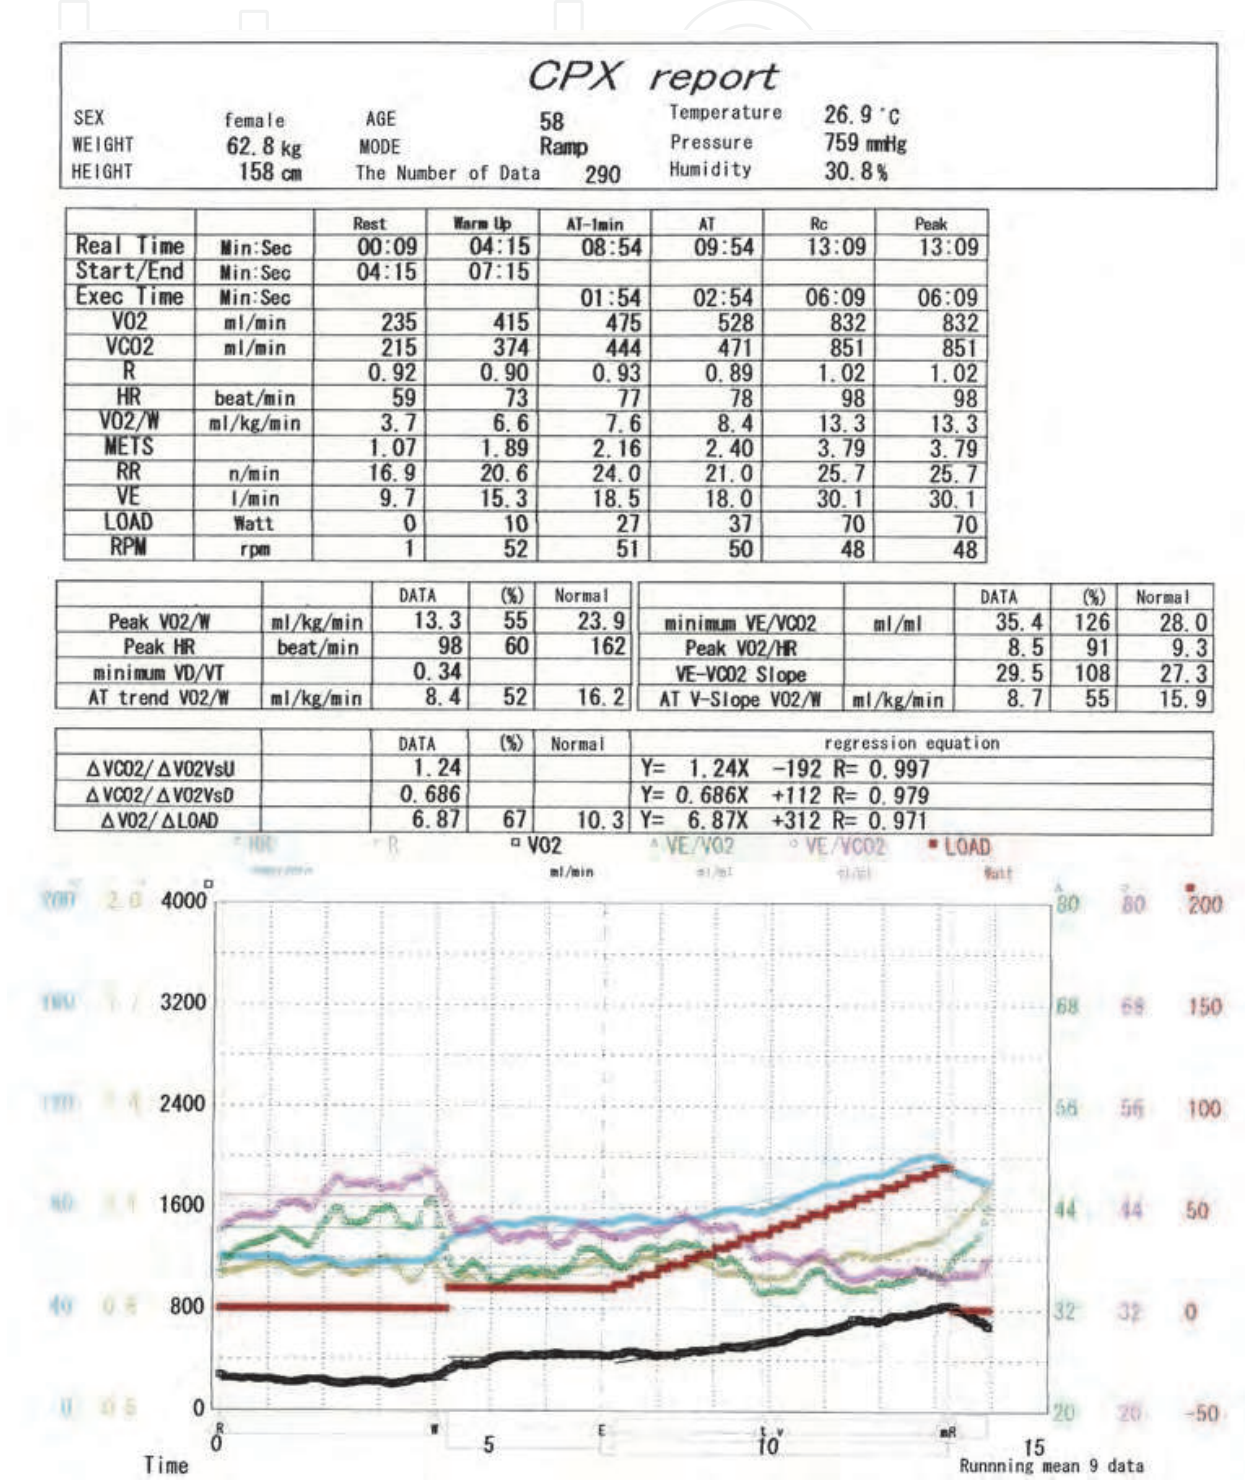 CPX report
SEX female AGE 58 Temperature 26.9 °C
WEIGHT 62.8 kg MODE Ramp Pressure 759 mmHg
HEIGHT 158 cm The Number of Data 290 Humidity 30.8%
Rest Warm Up AT-1min AT Rc Peak
Real Time Min:Sec 00:09 04:15 08:54 09:54 13:09 13:09
Start/End Min:Sec 04:15 07:15
Exec Time Min:Sec 01:54 02:54 06:09 06:09
VO2 ml/min 235 415 475 528 832 832
VCO2 ml/min 215 374 444 471 851 851
R 0.92 0.90 0.93 0.89 1.02 1.02
HR beat/min 59 73 77 78 98 98
VO2/W ml/kg/min 3.7 6.6 7.6 8.4 13.3 13.3
METS 1.07 1.89 2.16 2.40 3.79 3.79
RR n/min 16.9 20.6 24.0 21.0 25.7 25.7
VE l/min 9.7 15.3 18.5 18.0 30.1 30.1
LOAD Watt 0 10 27 37 70 70
RPM rpm 1 52 51 50 48 48
DATA (%) Normal DATA (%) Normal
Peak VO2/W ml/kg/min 13.3 55 23.9 minimum VE/VCO2 ml/ml 35.4 126 28.0
Peak HR beat/min 98 60 162 Peak VO2/HR 8.5 91 9.3
minimum VD/VT 0.34 VE-VCO2 Slope 29.5 108 27.3
AT trend VO2/W ml/kg/min 8.4 52 16.2 AT V-Slope VO2/W ml/kg/min 8.7 55 15.9
DATA (%) Normal regression equation
ΔVCO2/ΔVO2VsU 1.24 Y= 1.24X -192 R= 0.997
ΔVCO2/ΔVO2VsD 0.686 Y= 0.686X +112 R= 0.979
ΔVO2/ΔLOAD 6.87 67 10.3 Y= 6.87X +312 R= 0.971
HR R VO2 VE/VO2 VE/VCO2 LOAD
ml/min ml/ml ml/ml Watt
200 2.0 4000 80 80 200
3200 68 68 150
2400 56 56 100
1600 44 44 50
40 0.8 800 32 32 0
0 0.5 0 20 20 -50
R W E v mR
0 5 10 15
Time Runnning mean 9 data